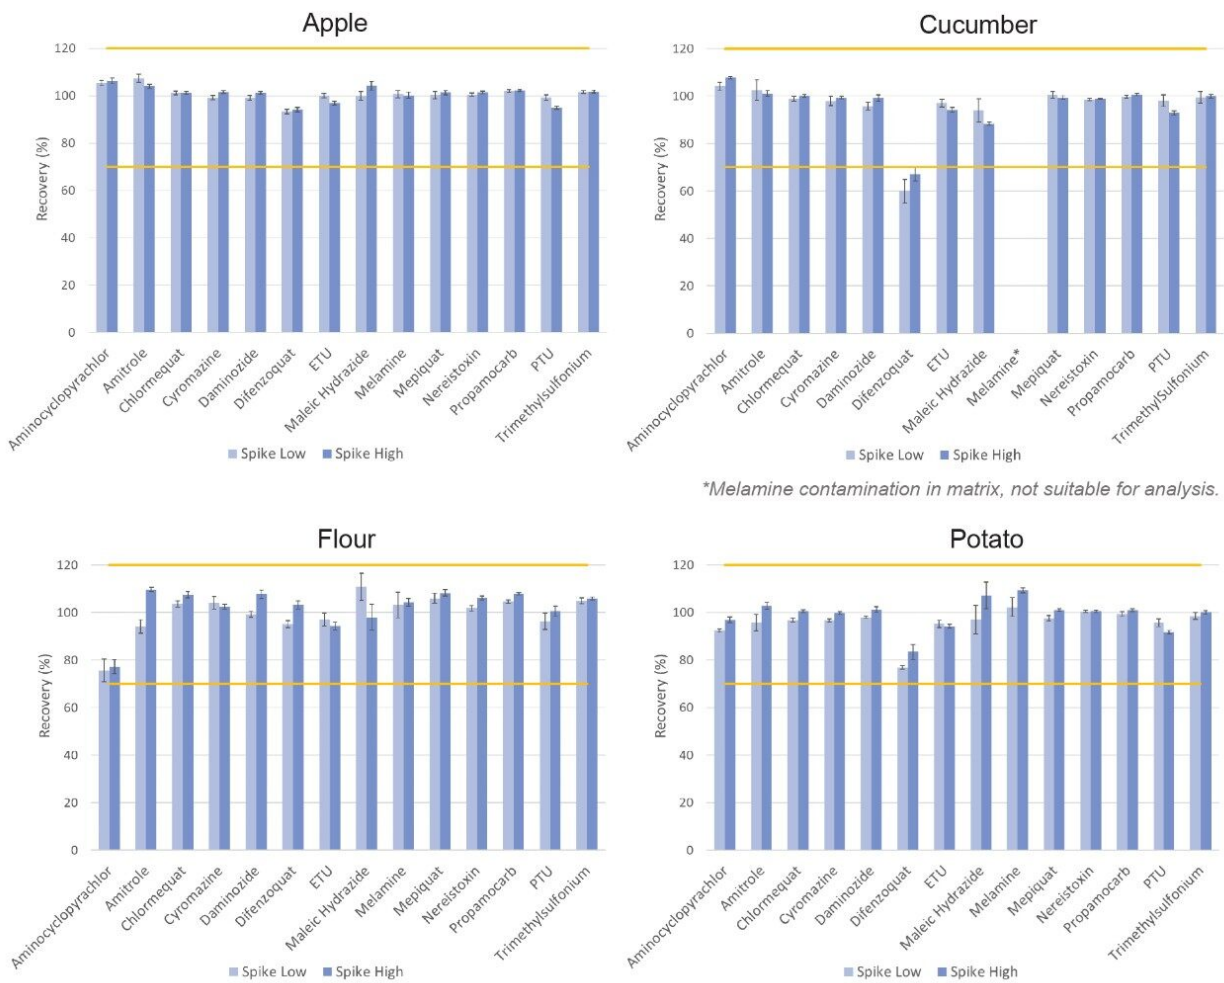 Apple
120
100
80
60
40
20
0
Recovery (%)
Aminocyclopyrachlor
Amitrole
Chlormequat
Cyromazine
Daminozide
Difenzoquat
ETU
Maleic Hydrazide
Melamine
Mepiquat
Nereistoxin
Propamocarb
PTU
Trimethylsulfonium
Spike Low Spike High
Cucumber
120
100
80
60
40
20
0
Recovery (%)
Aminocyclopyrachlor
Amitrole
Chlormequat
Cyromazine
Daminozide
Difenzoquat
ETU
Maleic Hydrazide
Melamine*
Mepiquat
Nereistoxin
Propamocarb
PTU
TrimethylSulfonium
Spike Low Spike High
*Melamine contamination in matrix, not suitable for analysis.
Flour
120
100
80
60
40
20
0
Recovery (%)
Aminocyclopyrachlor
Amitrole
Chlormequat
Cyromazine
Daminozide
Difenzoquat
ETU
Maleic Hydrazide
Melamine
Mepiquat
Nereistoxin
Propamocarb
PTU
Trimethylsulfonium
Spike Low Spike High
Potato
120
100
80
60
40
20
0
Recovery (%)
Aminocyclopyrachlor
Amitrole
Chlormequat
Cyromazine
Daminozide
Difenzoquat
ETU
Maleic Hydrazide
Melamine
Mepiquat
Nereistoxin
Propamocarb
PTU
Trimethylsulfonium
Spike Low Spike High